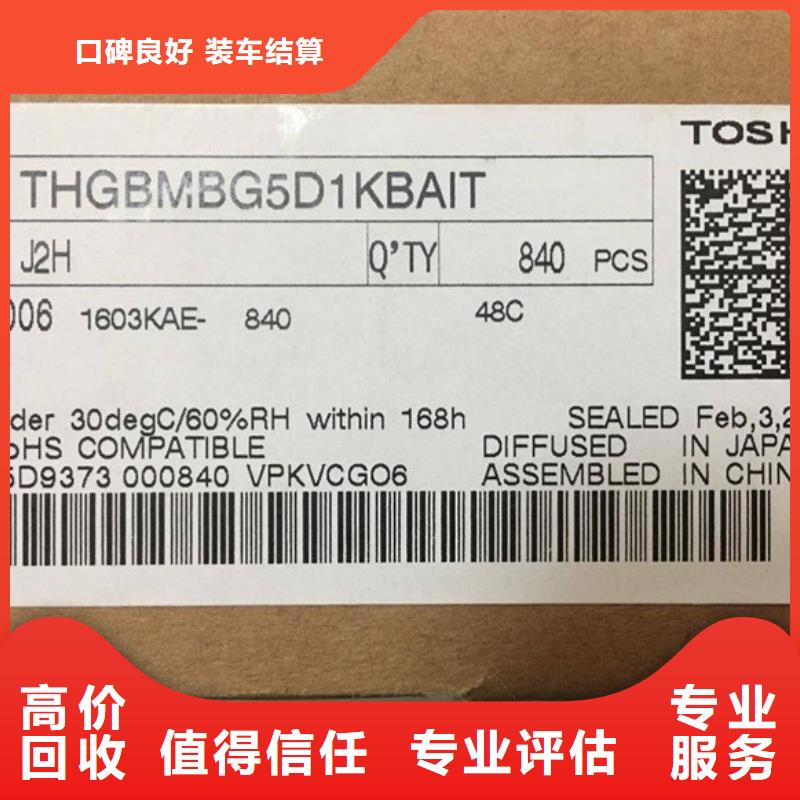 口碑良好 装车结算
TOSH
THGBMBG5D1KBAIT
J2H Q'TY 840 PCS
006 1603KAE- 840 48C
der 30degC/60%RH within 168h SEALED Feb,3,2
HS COMPATIBLE DIFFUSED IN JAPA
5D9373 000840 VPKVCGO6 ASSEMBLED IN CHIN
高价回收 值得信任 专业评估 专业服务